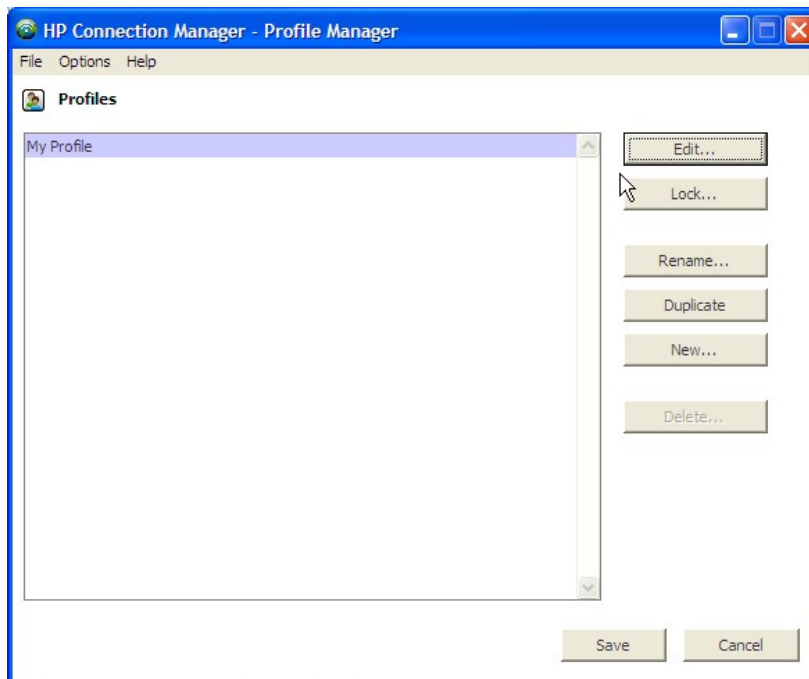 HP Connection Manager - Profile Manager
File Options Help
Profiles
My Profile
Edit...
Lock...
Rename...
Duplicate
New...
Delete...
Save Cancel